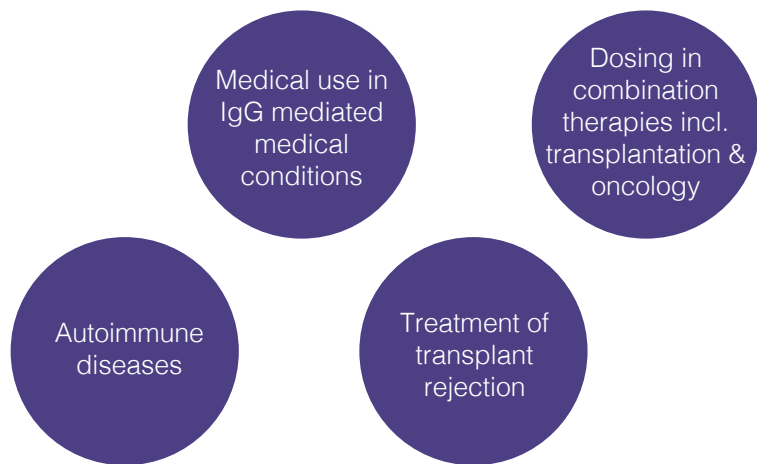 Medical use in
IgG mediated
medical
conditions
Dosing in
combination
therapies incl.
transplantation &
oncology
Autoimmune
diseases
Treatment of
transplant
rejection